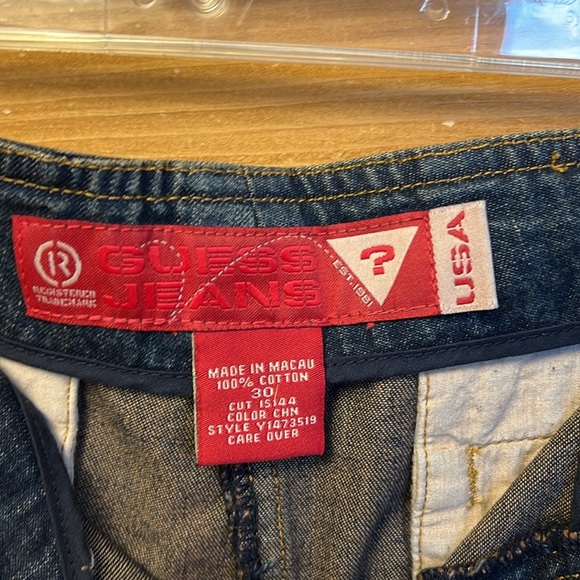 R
REGISTERED
TRADEMARK
GUESS
JEANS
EST. 1981
?
USA
MADE IN MACAU
100% COTTON
30
CUT IS144
COLOR CHN
STYLE Y1473519
CARE OVER